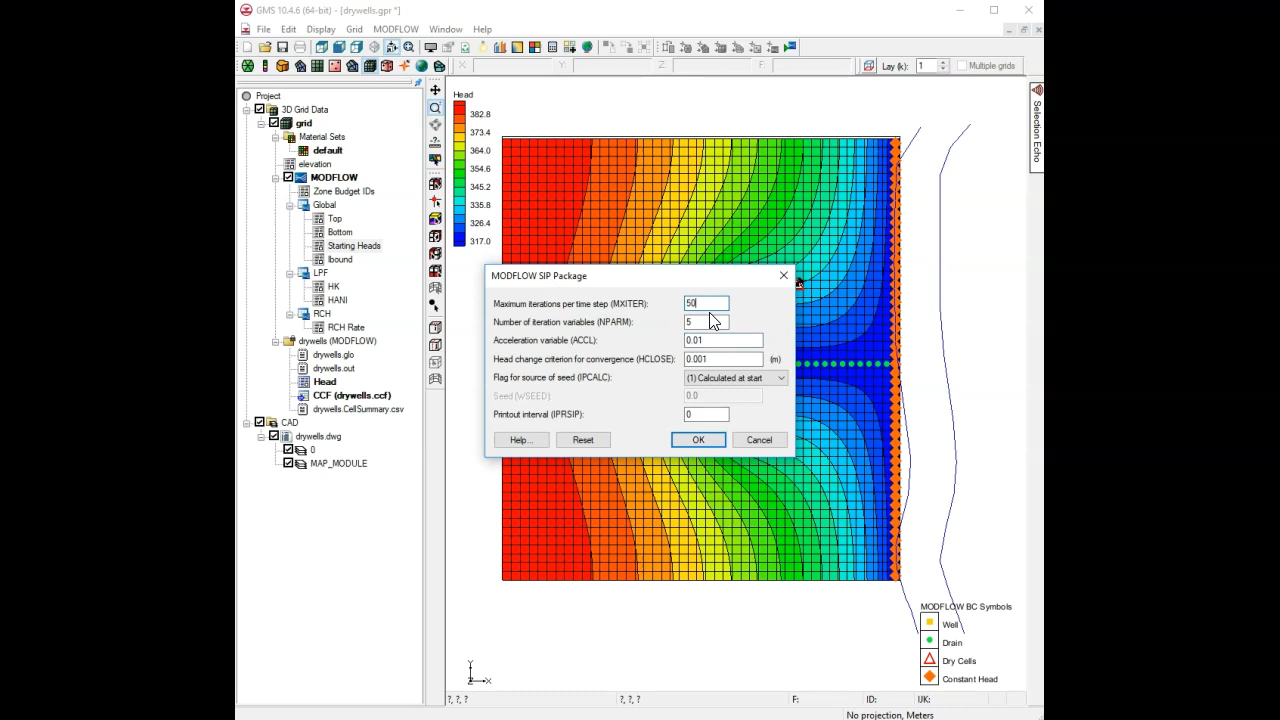 GMS 10.4.6 (64-bit) - [drywells.gpr *]
File Edit Display Grid MODFLOW Window Help
X: Y: Z: F: Lay (k): 1 Multiple grids
Project
3D Grid Data
grid
Material Sets
default
elevation
MODFLOW
Zone Budget IDs
Global
Top
Bottom
Starting Heads
Ibound
LPF
HK
HANI
RCH
RCH Rate
drywells (MODFLOW)
drywells.glo
drywells.out
Head
CCF (drywells.ccf)
drywells.CellSummary.csv
CAD
drywells.dwg
0
MAP_MODULE
Head
382.8
373.4
364.0
354.6
345.2
335.8
326.4
317.0
MODFLOW SIP Package
Maximum iterations per time step (MXITER): 50
Number of iteration variables (NPARM): 5
Acceleration variable (ACCL): 0.01
Head change criterion for convergence (HCLOSE): 0.001 (m)
Flag for source of seed (IPCALC): (1) Calculated at start
Seed (WSEED): 0.0
Printout interval (IPRSIP): 0
Help... Reset OK Cancel
Selection Echo
MODFLOW BC Symbols
Well
Drain
Dry Cells
Constant Head
Y
Z X
?, ?, ? ?, ?, ? F: ID: IJK:
No projection, Meters